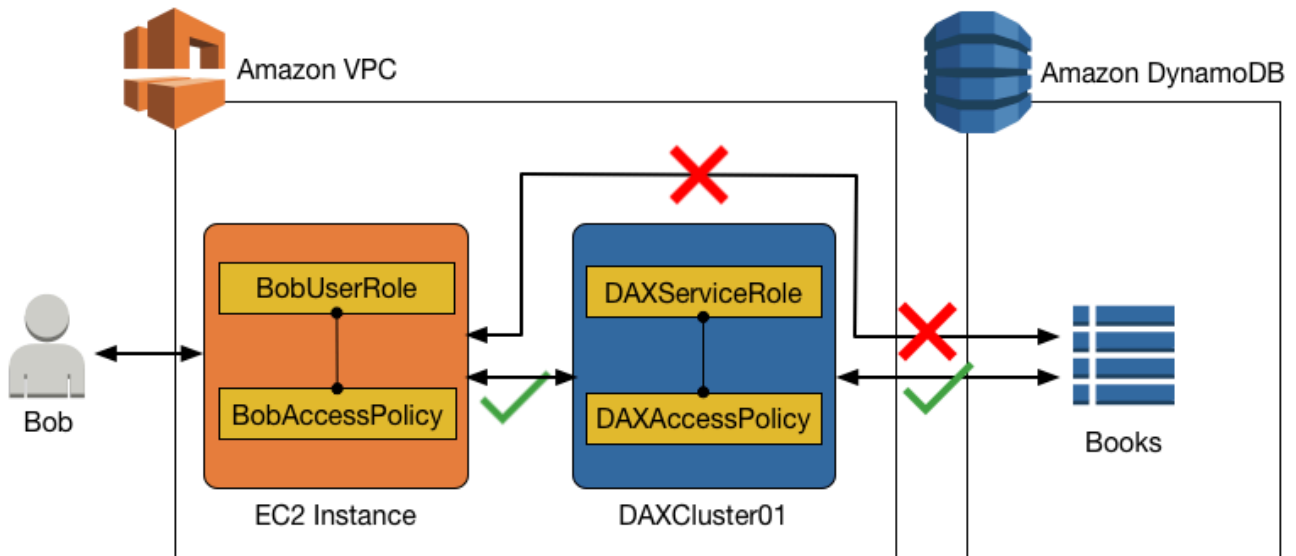 Amazon VPC
Amazon DynamoDB
BobUserRole
DAXServiceRole
BobAccessPolicy
DAXAccessPolicy
Bob
Books
EC2 Instance
DAXCluster01